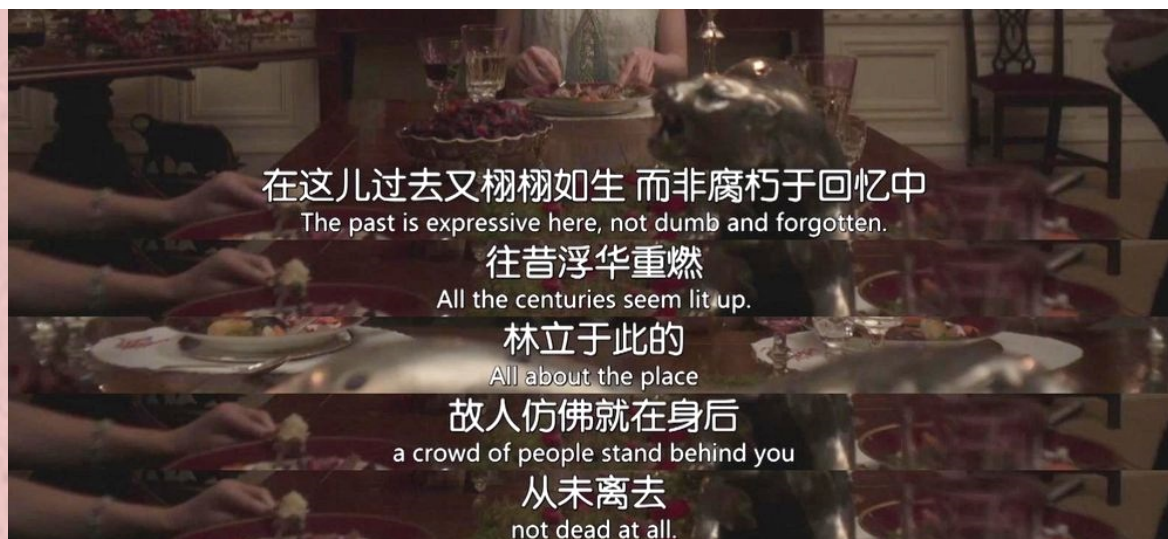 在这儿过去又栩栩如生 而非腐朽于回忆中
The past is expressive here, not dumb and forgotten.
往昔浮华重燃
All the centuries seem lit up.
林立于此的
All about the place
故人仿佛就在身后
a crowd of people stand behind you
从未离去
not dead at all.